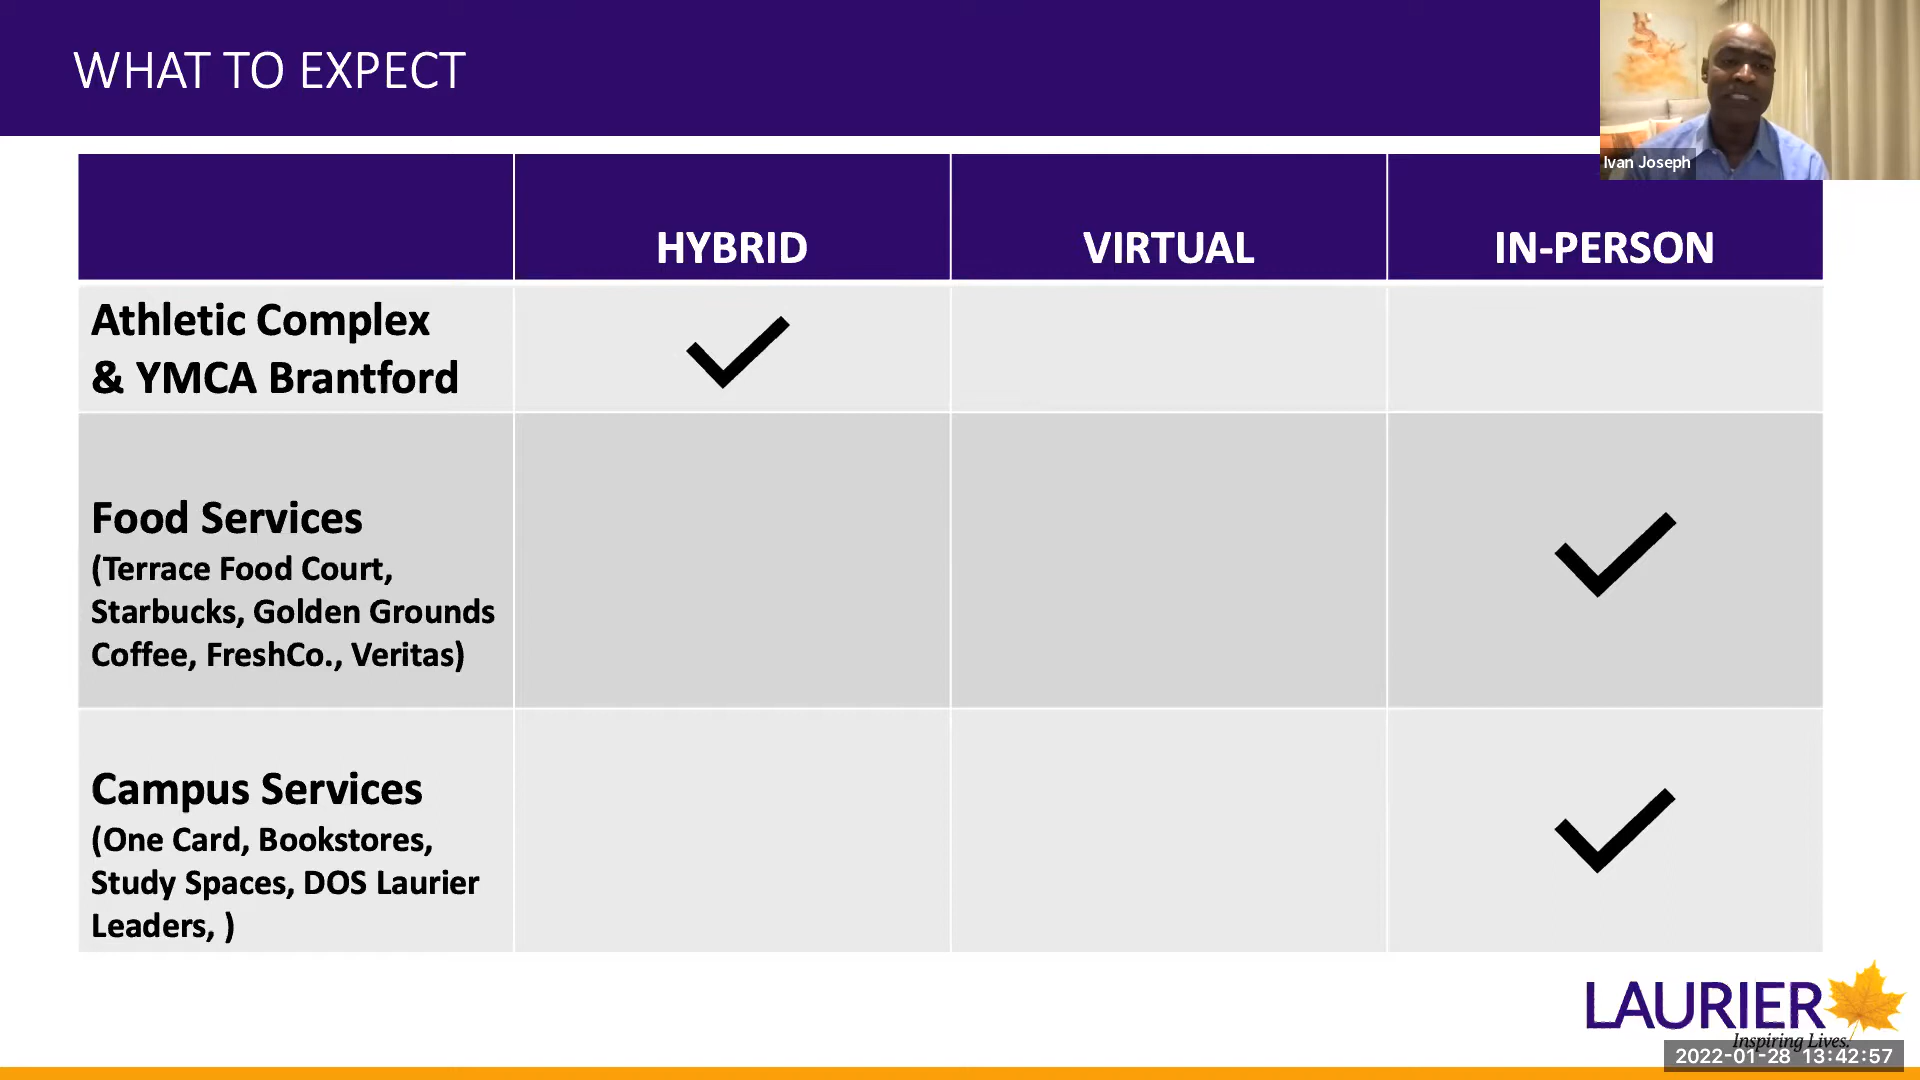 WHAT TO EXPECT
Ivan Joseph
HYBRID VIRTUAL IN-PERSON
Athletic Complex
& YMCA Brantford
Food Services
(Terrace Food Court,
Starbucks, Golden Grounds
Coffee, FreshCo., Veritas)
Campus Services
(One Card, Bookstores,
Study Spaces, DOS Laurier
Leaders, )
LAURIER
Inspiring Lives.
2022-01-28 13:42:57